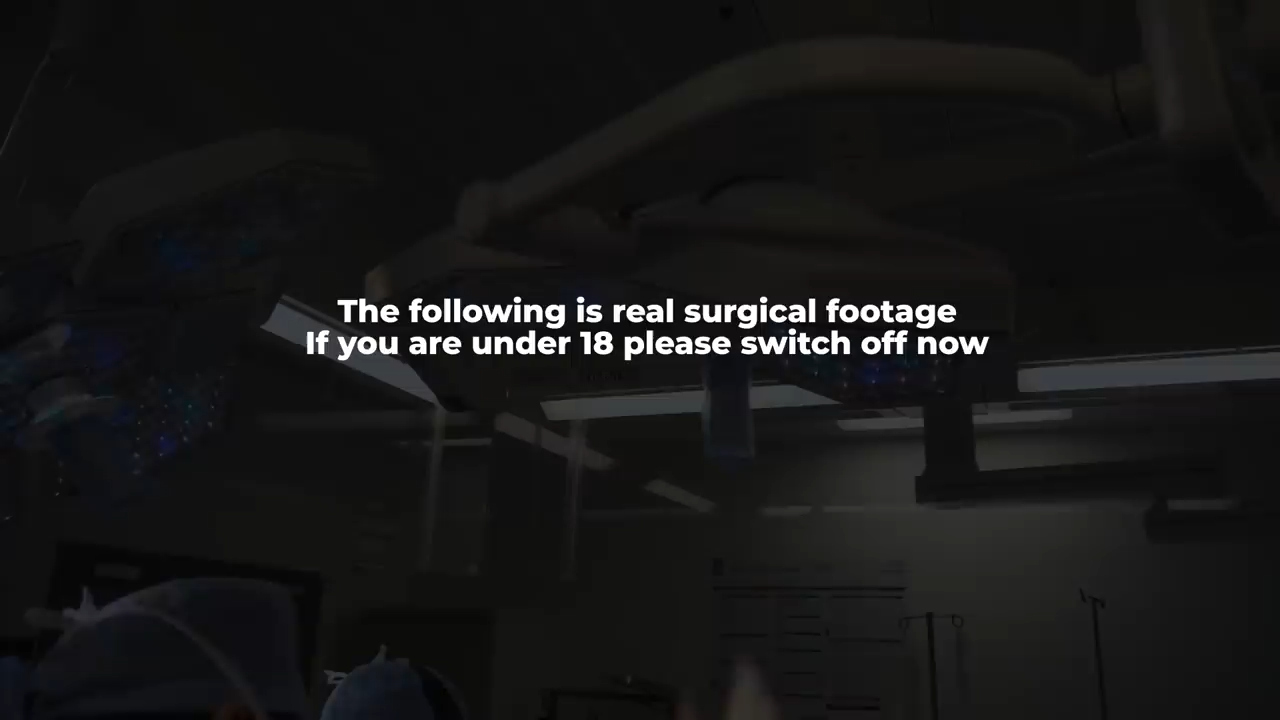 The following is real surgical footage
If you are under 18 please switch off now